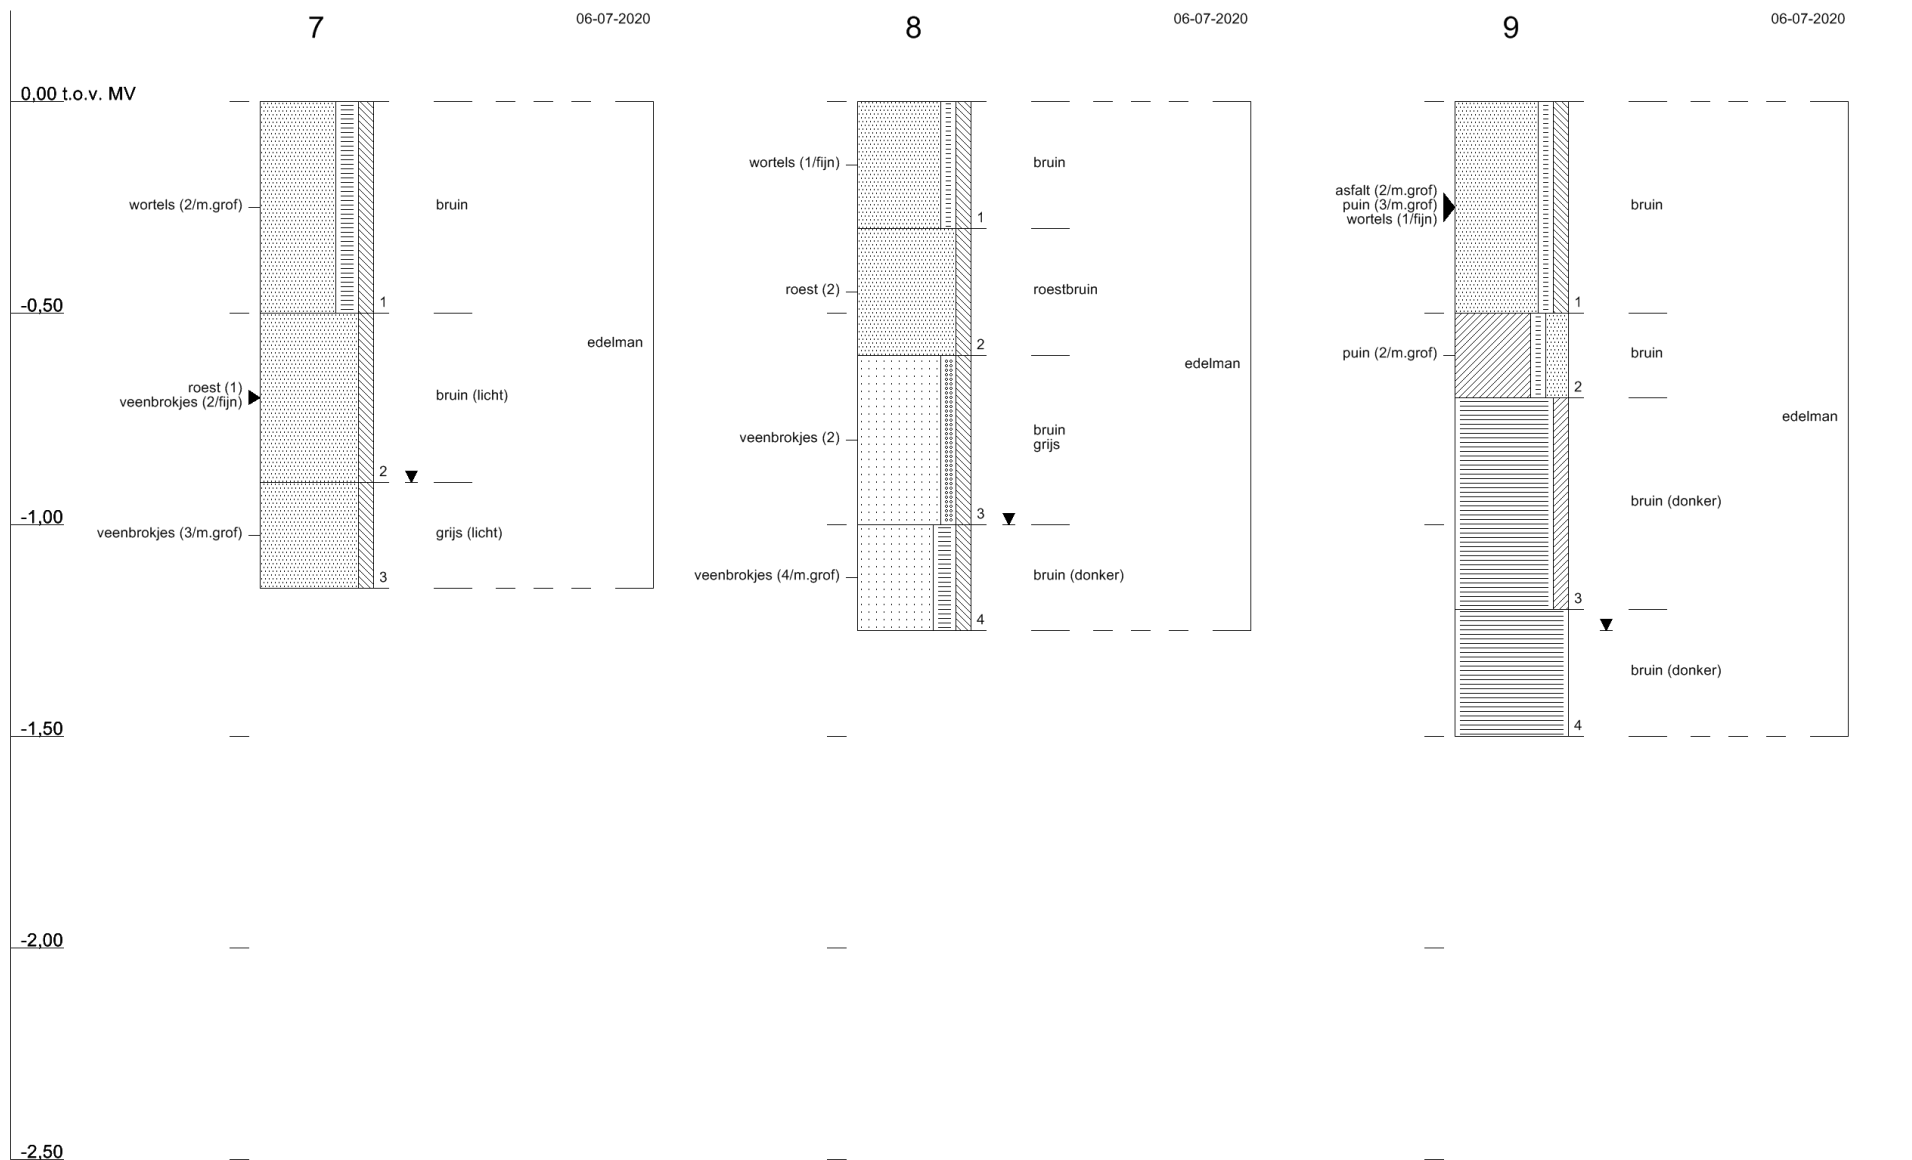 7
06-07-2020
8
06-07-2020
9
06-07-2020
0,00 t.o.v. MV
-0,50
-1,00
-1,50
-2,00
-2,50
wortels (2/m.grof)
bruin
1
roest (1)
veenbrokjes (2/fijn)
bruin (licht)
2
veenbrokjes (3/m.grof)
grijs (licht)
3
edelman
wortels (1/fijn)
bruin
1
roest (2)
roestbruin
2
veenbrokjes (2)
bruin
grijs
3
veenbrokjes (4/m.grof)
bruin (donker)
4
edelman
asfalt (2/m.grof)
puin (3/m.grof)
wortels (1/fijn)
bruin
1
puin (2/m.grof)
bruin
2
bruin (donker)
3
bruin (donker)
4
edelman